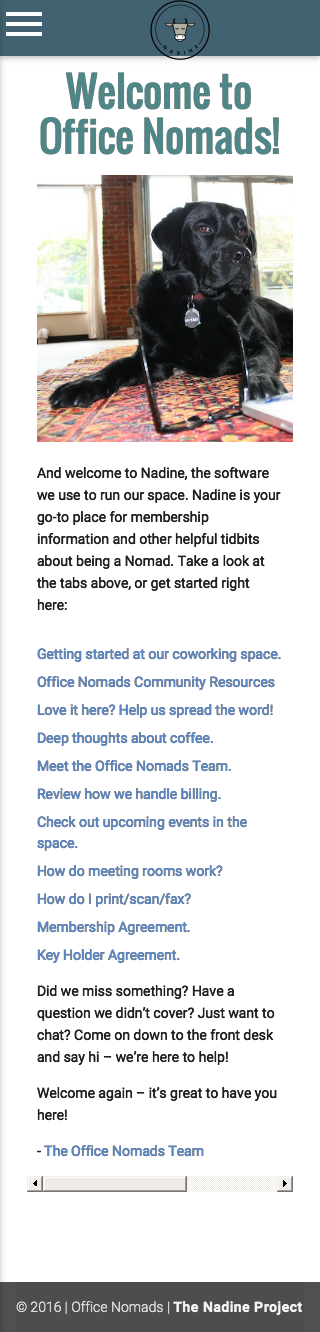 NADINE
Welcome to
Office Nomads!
And welcome to Nadine, the software
we use to run our space. Nadine is your
go-to place for membership
information and other helpful tidbits
about being a Nomad. Take a look at
the tabs above, or get started right
here:
Getting started at our coworking space.
Office Nomads Community Resources
Love it here? Help us spread the word!
Deep thoughts about coffee.
Meet the Office Nomads Team.
Review how we handle billing.
Check out upcoming events in the
space.
How do meeting rooms work?
How do I print/scan/fax?
Membership Agreement.
Key Holder Agreement.
Did we miss something? Have a
question we didn’t cover? Just want to
chat? Come on down to the front desk
and say hi – we’re here to help!
Welcome again – it’s great to have you
here!
- The Office Nomads Team
© 2016 | Office Nomads | The Nadine Project